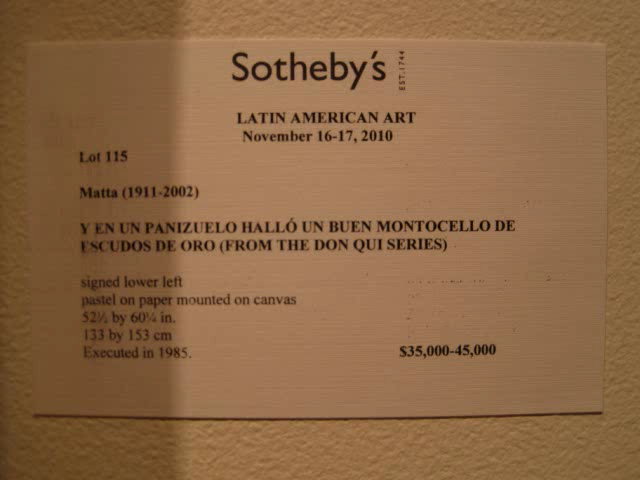 Sotheby's EST. 1744
LATIN AMERICAN ART
November 16-17, 2010
Lot 115
Matta (1911-2002)
Y EN UN PANIZUELO HALLÓ UN BUEN MONTOCELLO DE
ESCUDOS DE ORO (FROM THE DON QUI SERIES)
signed lower left
pastel on paper mounted on canvas
52½ by 60¼ in.
133 by 153 cm
Executed in 1985.
$35,000-45,000